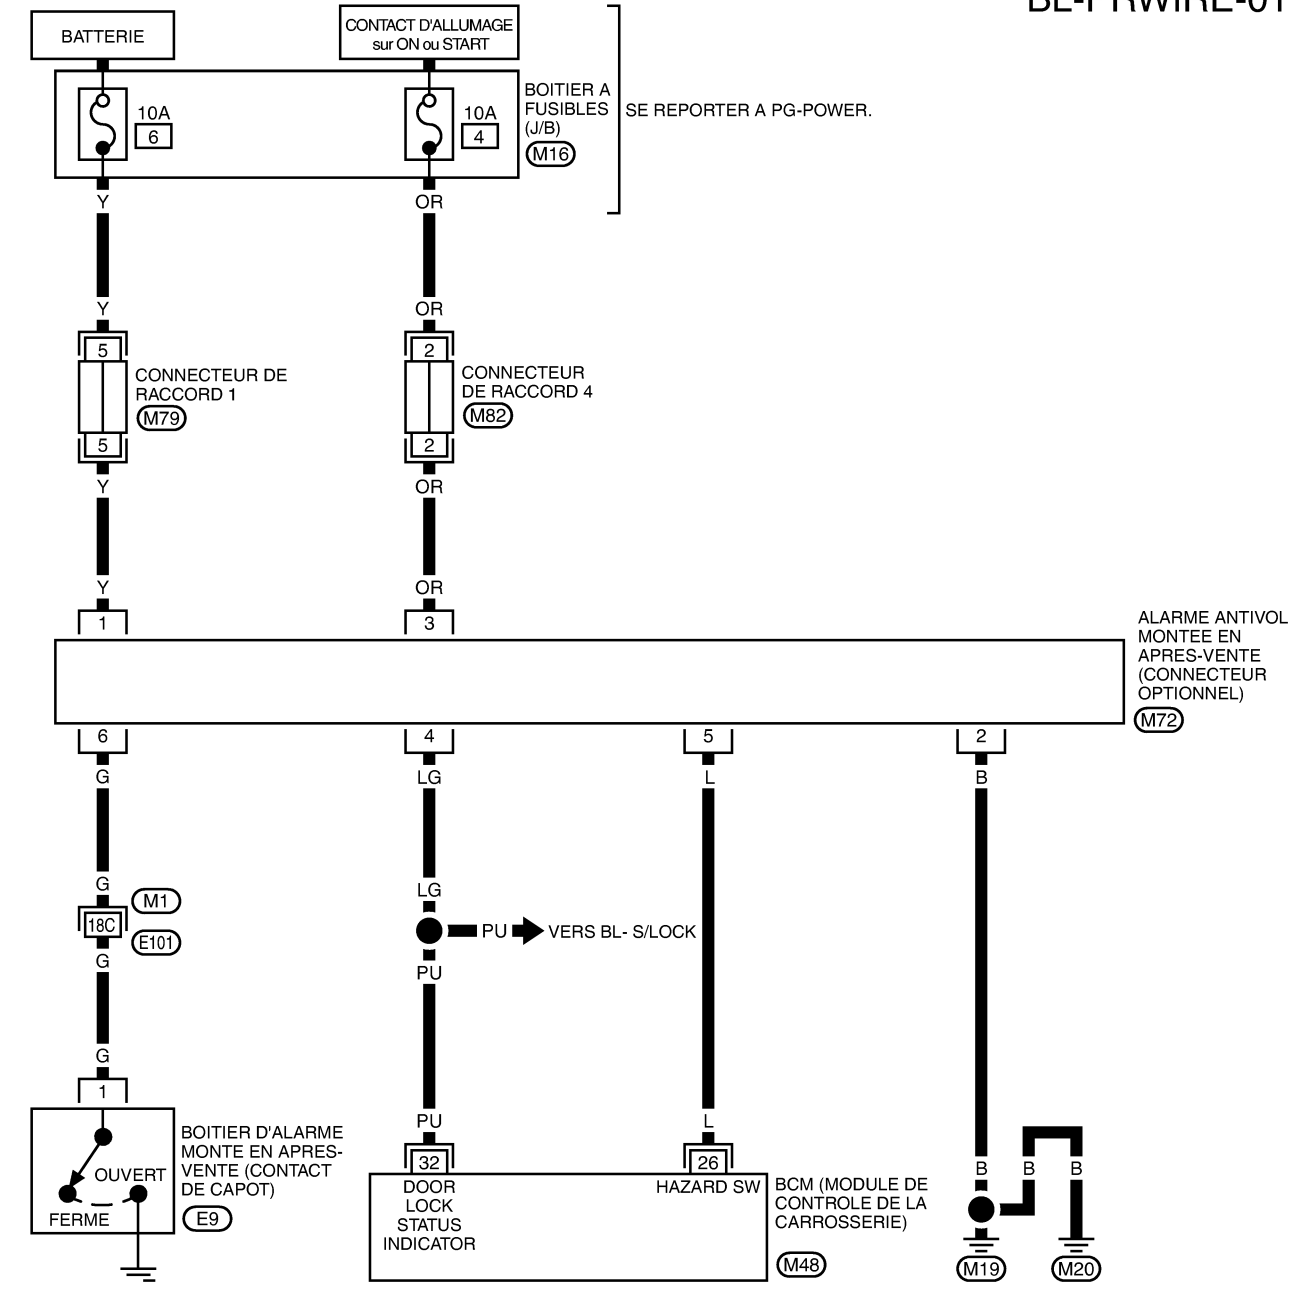 BL-PRWIRE-01
BATTERIE
CONTACT D'ALLUMAGE
sur ON ou START
10A
6
10A
4
BOITIER A
FUSIBLES
(J/B)
M16
SE REPORTER A PG-POWER.
Y
OR
Y
OR
5
2
CONNECTEUR DE
RACCORD 1
M79
CONNECTEUR
DE RACCORD 4
M82
5
2
Y
OR
Y
OR
1
3
ALARME ANTIVOL
MONTEE EN
APRES-VENTE
(CONNECTEUR
OPTIONNEL)
M72
6
4
5
2
G
LG
L
B
G
LG
M1
18C
E101
PU
VERS BL- S/LOCK
G
PU
G
1
PU
L
32
26
BOITIER D'ALARME
MONTE EN APRES-
VENTE (CONTACT
DE CAPOT)
E9
OUVERT
FERME
DOOR
LOCK
STATUS
INDICATOR
HAZARD SW
BCM (MODULE DE
CONTROLE DE LA
CARROSSERIE)
M48
B
B
B
M19
M20